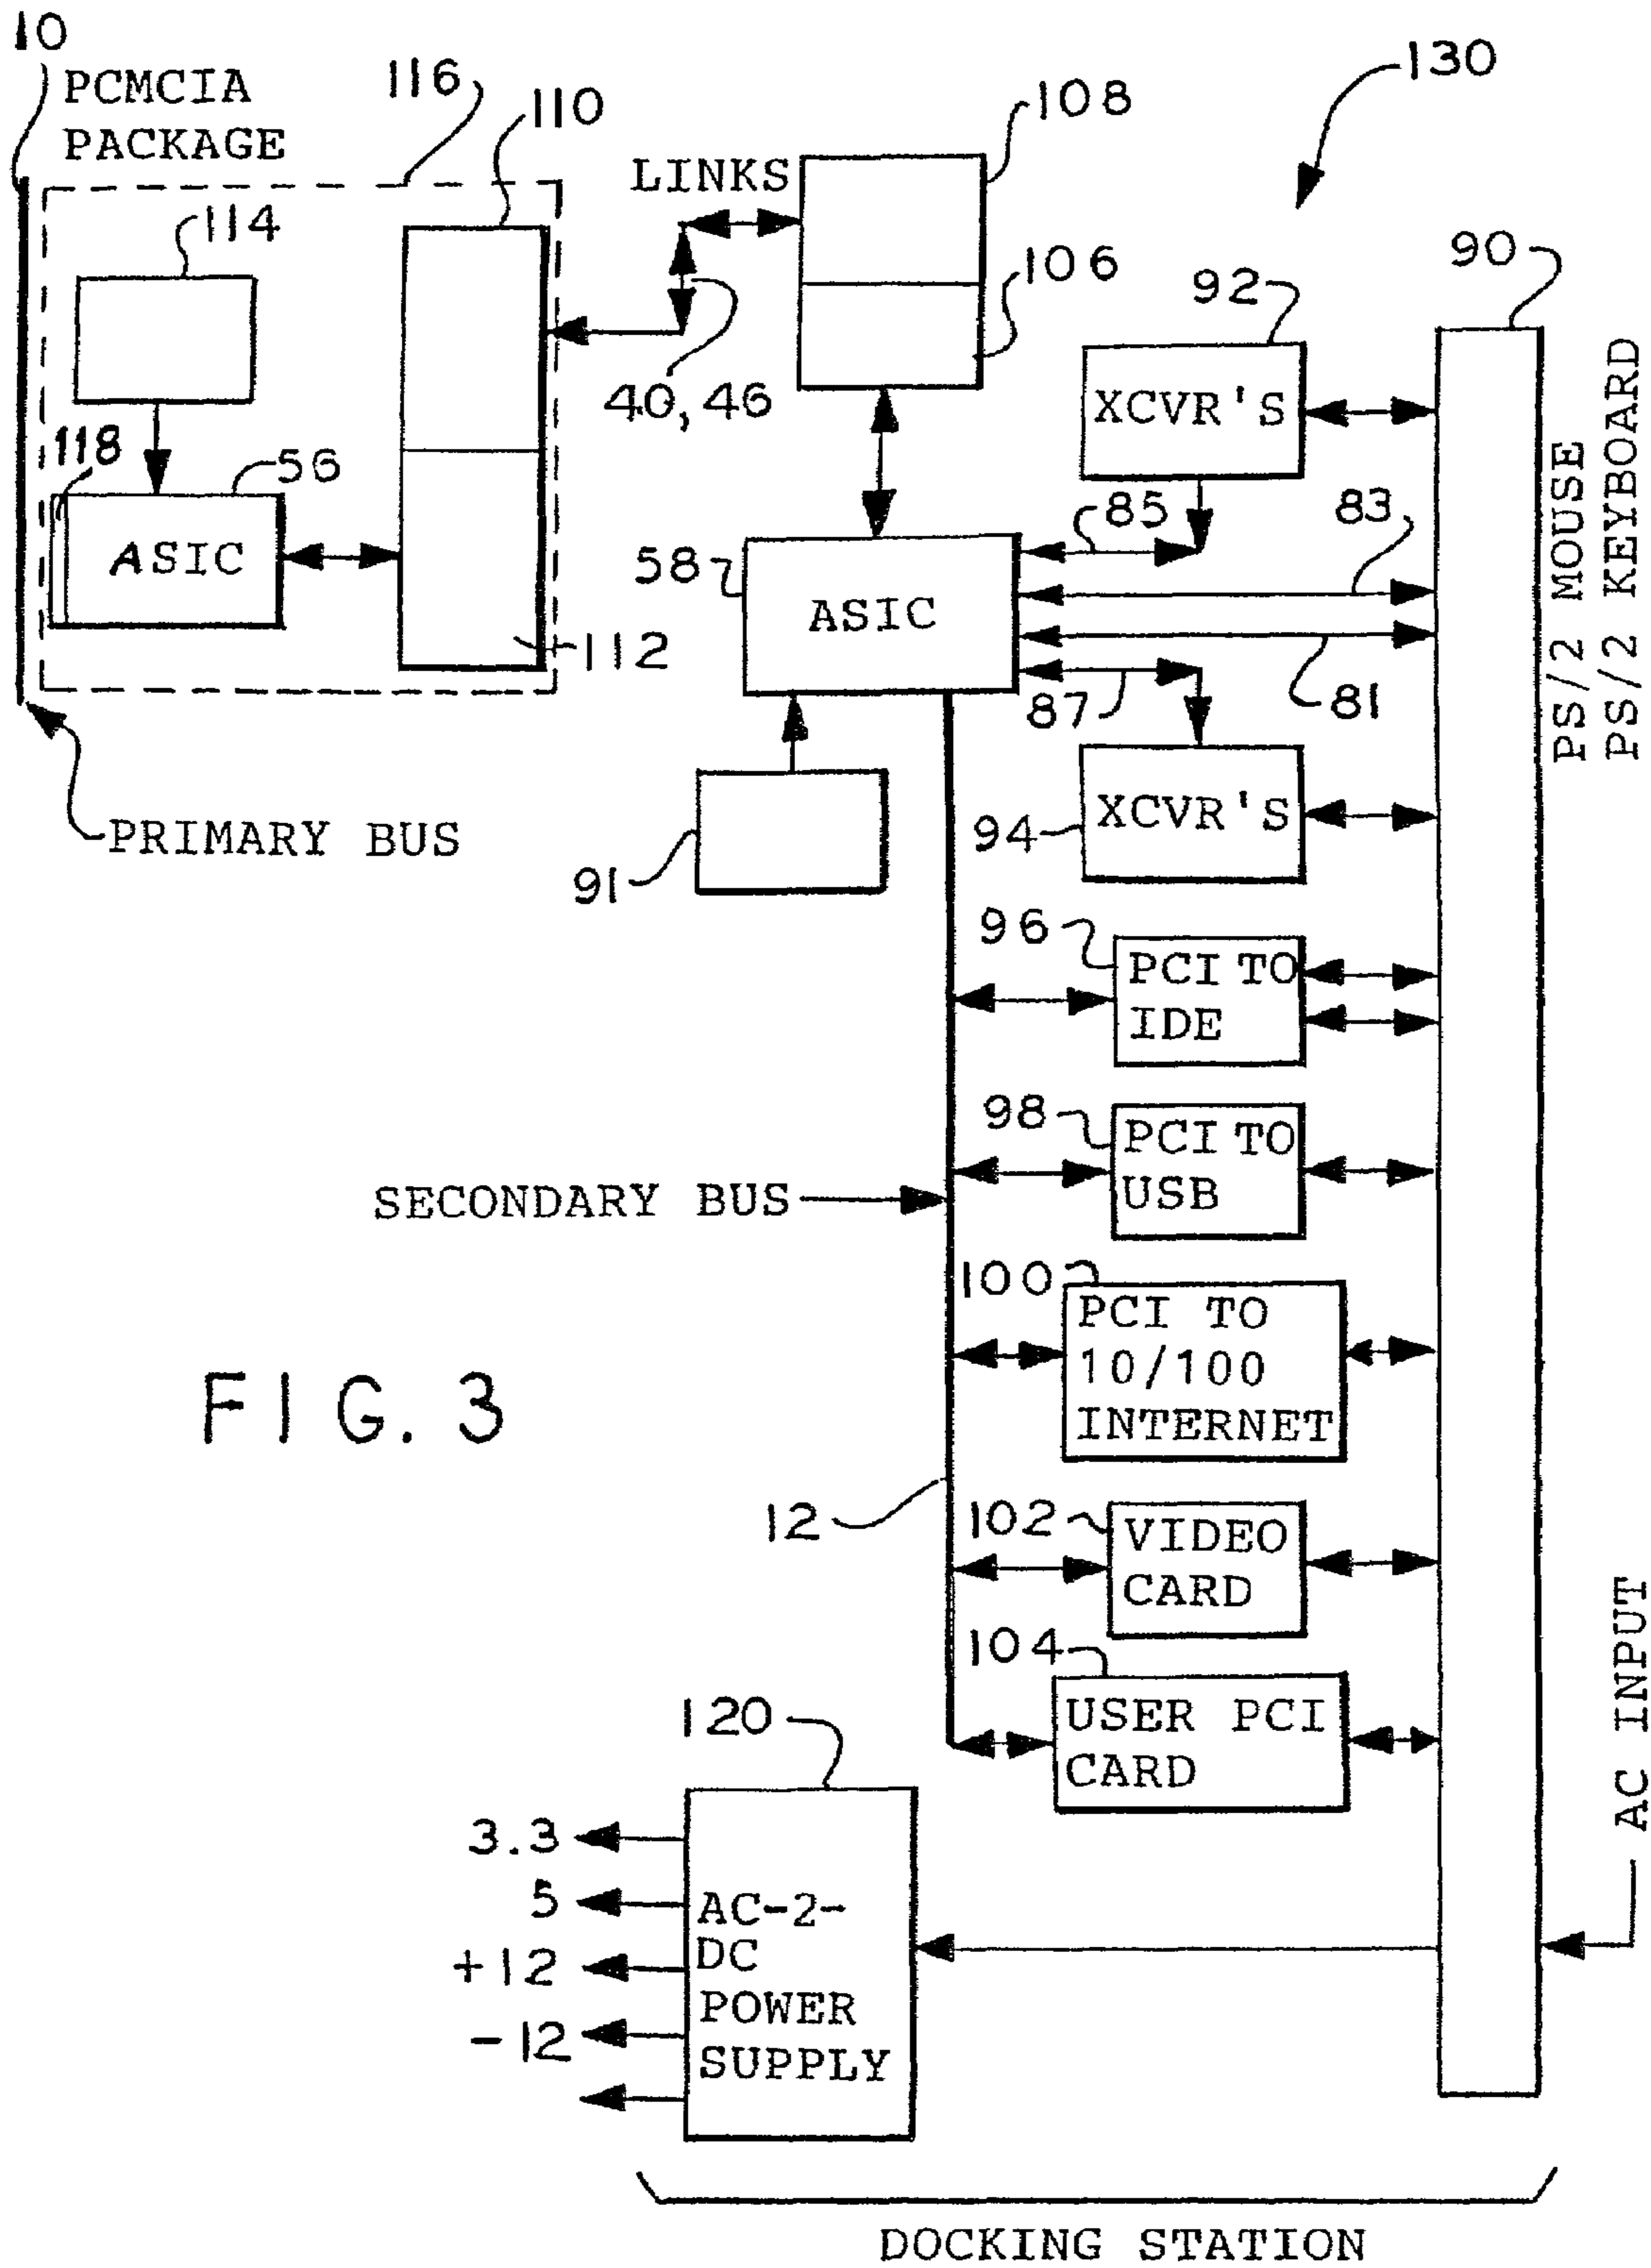 10
PCMCIA
PACKAGE
116
110
LINKS
108
130
114
106
92
90
40,46
XCVR'S
118
56
ASIC
112
58
ASIC
85
83
87
81
PS/2 MOUSE
PS/2 KEYBOARD
PRIMARY BUS
91
94
XCVR'S
96
PCI TO
IDE
98
PCI TO
USB
SECONDARY BUS
100
PCI TO
10/100
INTERNET
FIG. 3
12
102
VIDEO
CARD
104
USER PCI
CARD
AC INPUT
120
3.3
5
+12
-12
AC-2-
DC
POWER
SUPPLY
DOCKING STATION